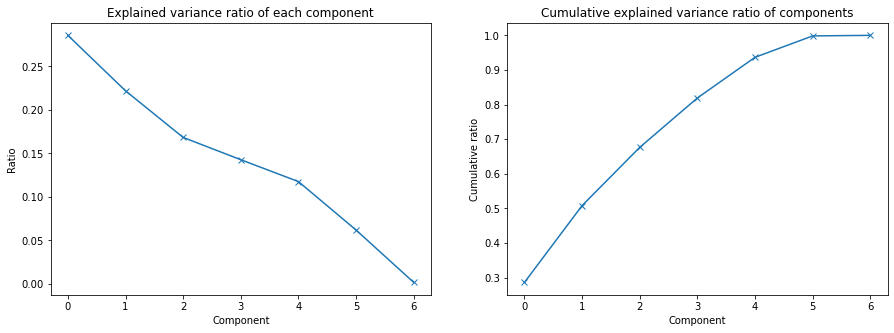 Explained variance ratio of each component
Ratio
0.25
0.20
0.15
0.10
0.05
0.00
0 1 2 3 4 5 6
Component
Cumulative explained variance ratio of components
Cumulative ratio
1.0
0.9
0.8
0.7
0.6
0.5
0.4
0.3
0 1 2 3 4 5 6
Component